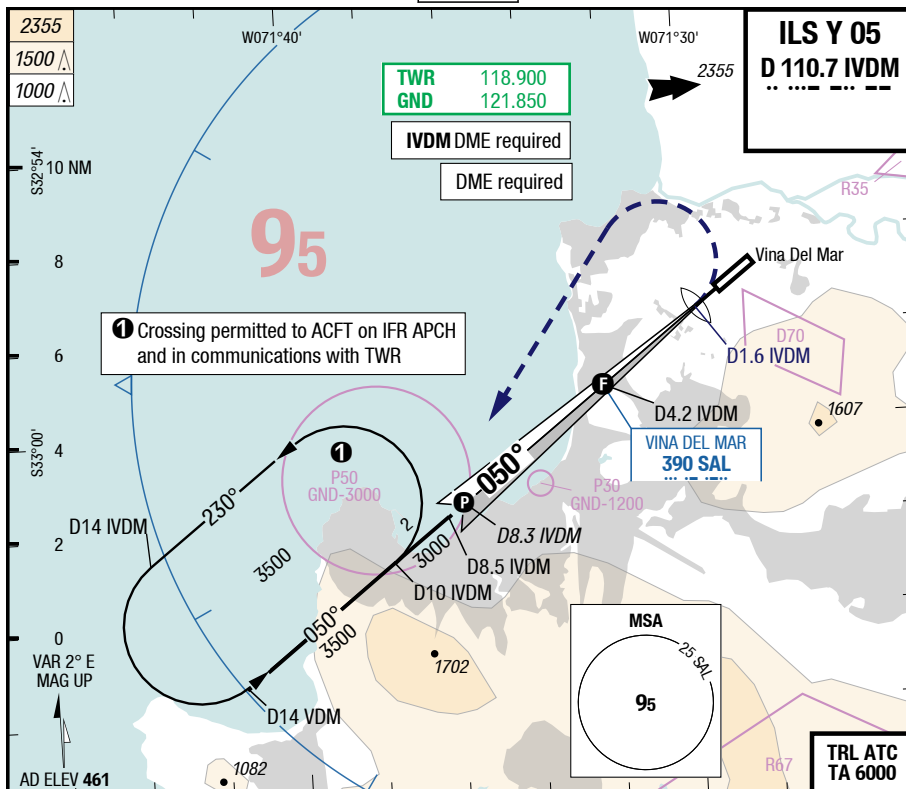 2355
1500
1000
W071°40'
W071°30'
ILS Y 05
D 110.7 IVDM
TWR 118.900
GND 121.850
2355
IVDM DME required
DME required
S32°54'
10 NM
R35
95
8
Vina Del Mar
1 Crossing permitted to ACFT on IFR APCH
and in communications with TWR
6
D70
D1.6 IVDM
F
D4.2 IVDM
1607
S33°00'
4
1
VINA DEL MAR
390 SAL
050°
P50
GND-3000
P30
GND-1200
230°
P
D8.3 IVDM
D14 IVDM
2
2
3000
D8.5 IVDM
3500
D10 IVDM
050°
3500
0
MSA
25 SAL
95
1702
VAR 2° E
MAG UP
D14 VDM
1082
R67
TRL ATC
TA 6000
AD ELEV 461